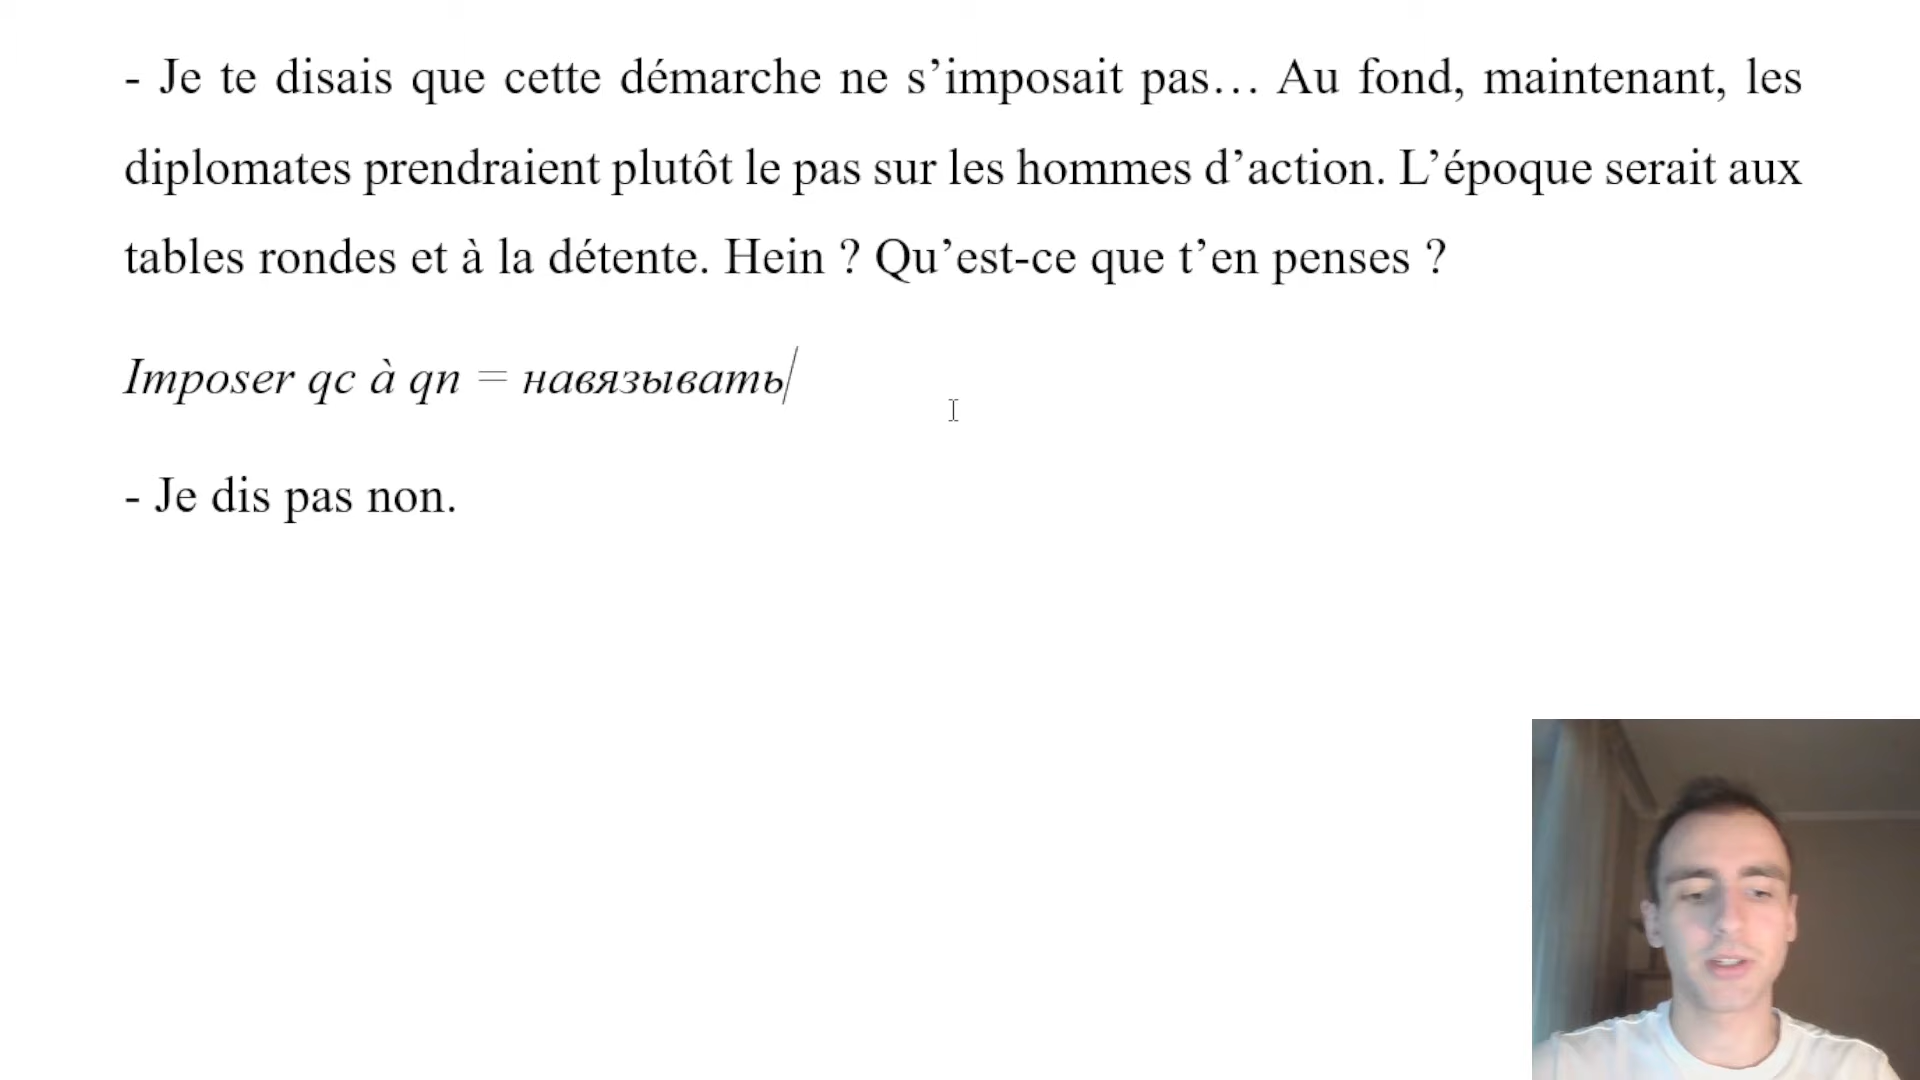 - Je te disais que cette démarche ne s’imposait pas… Au fond, maintenant, les
diplomates prendraient plutôt le pas sur les hommes d’action. L’époque serait aux
tables rondes et à la détente. Hein ? Qu’est-ce que t’en penses ?
Imposer qc à qn = навязывать
- Je dis pas non.